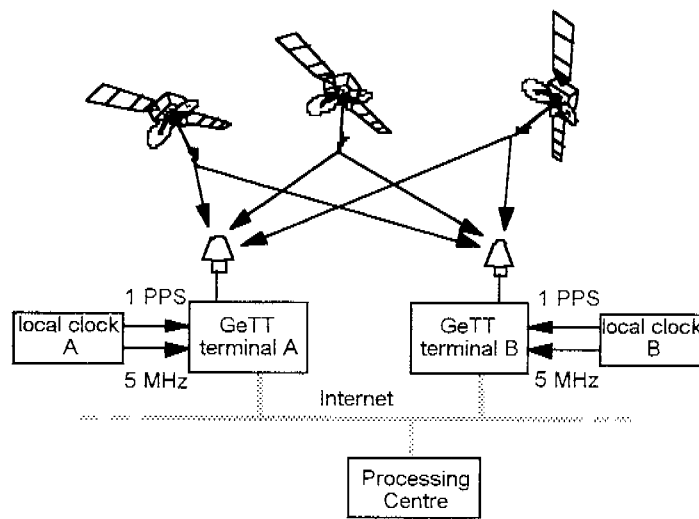 1 PPS
1 PPS
local clock
A
GeTT
terminal A
GeTT
terminal B
local clock
B
5 MHz
5 MHz
Internet
Processing
Centre